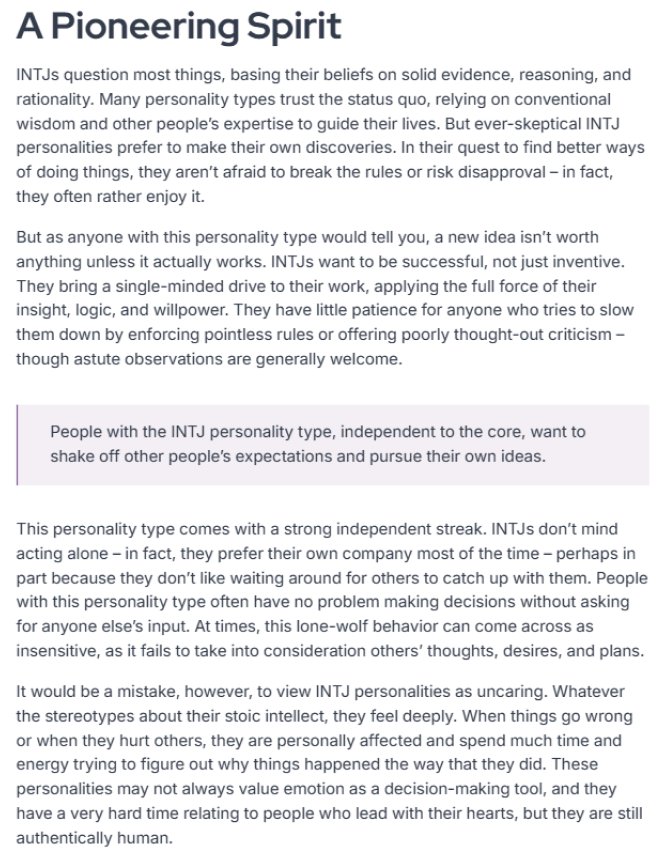 A Pioneering Spirit
INTJs question most things, basing their beliefs on solid evidence, reasoning, and
rationality. Many personality types trust the status quo, relying on conventional
wisdom and other people’s expertise to guide their lives. But ever-skeptical INTJ
personalities prefer to make their own discoveries. In their quest to find better ways
of doing things, they aren’t afraid to break the rules or risk disapproval – in fact,
they often rather enjoy it.
But as anyone with this personality type would tell you, a new idea isn’t worth
anything unless it actually works. INTJs want to be successful, not just inventive.
They bring a single-minded drive to their work, applying the full force of their
insight, logic, and willpower. They have little patience for anyone who tries to slow
them down by enforcing pointless rules or offering poorly thought-out criticism –
though astute observations are generally welcome.
People with the INTJ personality type, independent to the core, want to
shake off other people’s expectations and pursue their own ideas.
This personality type comes with a strong independent streak. INTJs don’t mind
acting alone – in fact, they prefer their own company most of the time – perhaps in
part because they don’t like waiting around for others to catch up with them. People
with this personality type often have no problem making decisions without asking
for anyone else’s input. At times, this lone-wolf behavior can come across as
insensitive, as it fails to take into consideration others’ thoughts, desires, and plans.
It would be a mistake, however, to view INTJ personalities as uncaring. Whatever
the stereotypes about their stoic intellect, they feel deeply. When things go wrong
or when they hurt others, they are personally affected and spend much time and
energy trying to figure out why things happened the way that they did. These
personalities may not always value emotion as a decision-making tool, and they
have a very hard time relating to people who lead with their hearts, but they are still
authentically human.